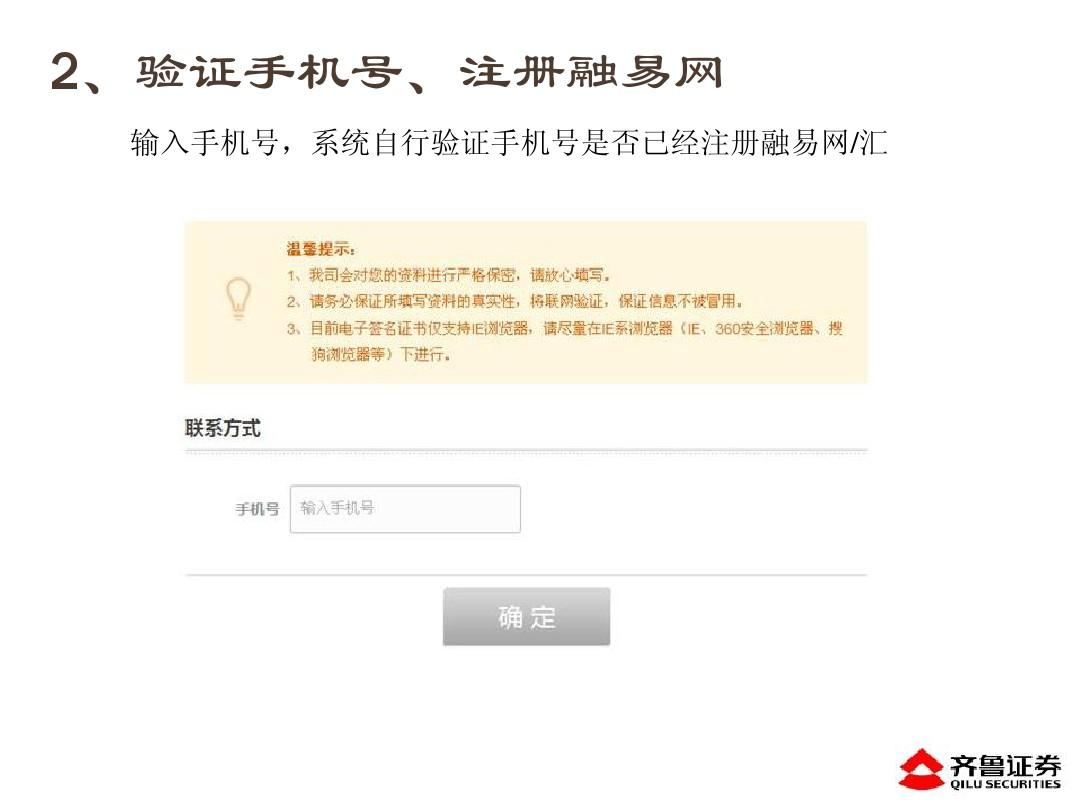 2、验证手机号、注册融易网
输入手机号，系统自行验证手机号是否已经注册融易网/汇
温馨提示：
1、我司会对您的资料进行严格保密，请放心填写。
2、请务必保证所填写资料的真实性，将联网验证，保证信息不被冒用。
3、目前电子签名证书仅支持IE浏览器，请尽量在IE系浏览器（IE、360安全浏览器、搜
狗浏览器等）下进行。
联系方式
手机号 输入手机号
确 定
齐鲁证券
QILU SECURITIES